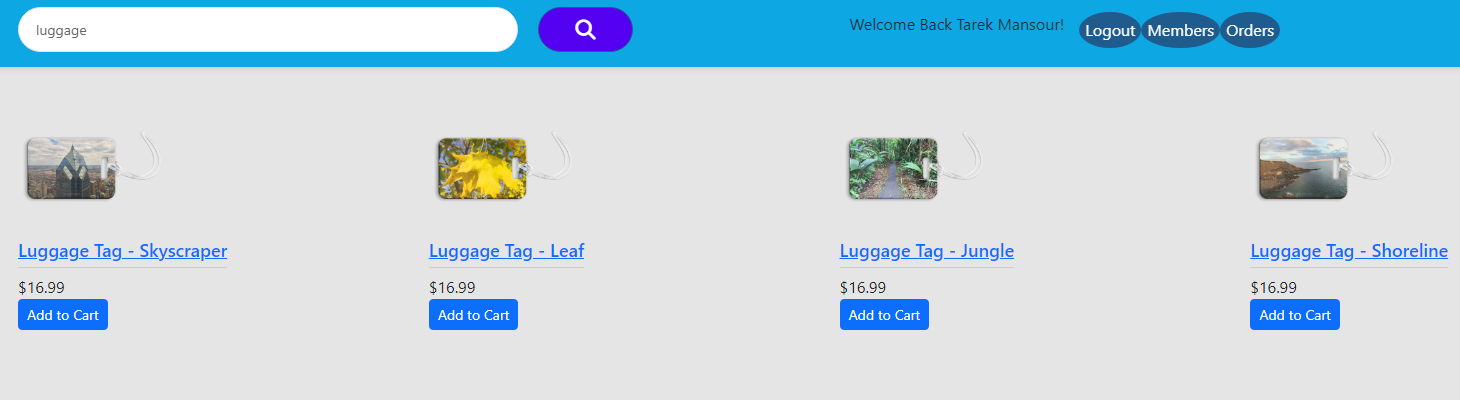 luggage
Welcome Back Tarek Mansour!
Logout Members Orders
Luggage Tag - Skyscraper
$16.99
Add to Cart
Luggage Tag - Leaf
$16.99
Add to Cart
Luggage Tag - Jungle
$16.99
Add to Cart
Luggage Tag - Shoreline
$16.99
Add to Cart